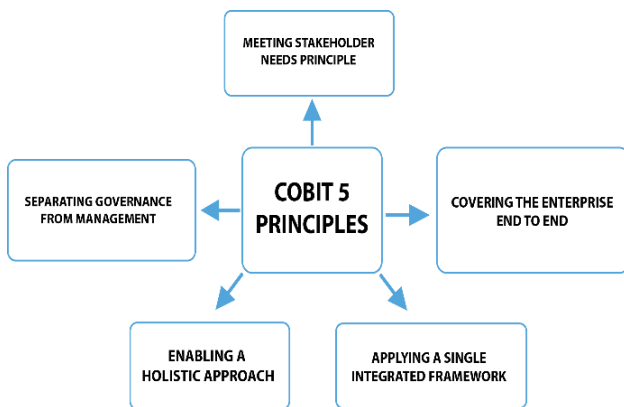 MEETING STAKEHOLDER
NEEDS PRINCIPLE
SEPARATING GOVERNANCE
FROM MANAGEMENT
COBIT 5
PRINCIPLES
COVERING THE ENTERPRISE
END TO END
ENABLING A
HOLISTIC APPROACH
APPLYING A SINGLE
INTEGRATED FRAMEWORK